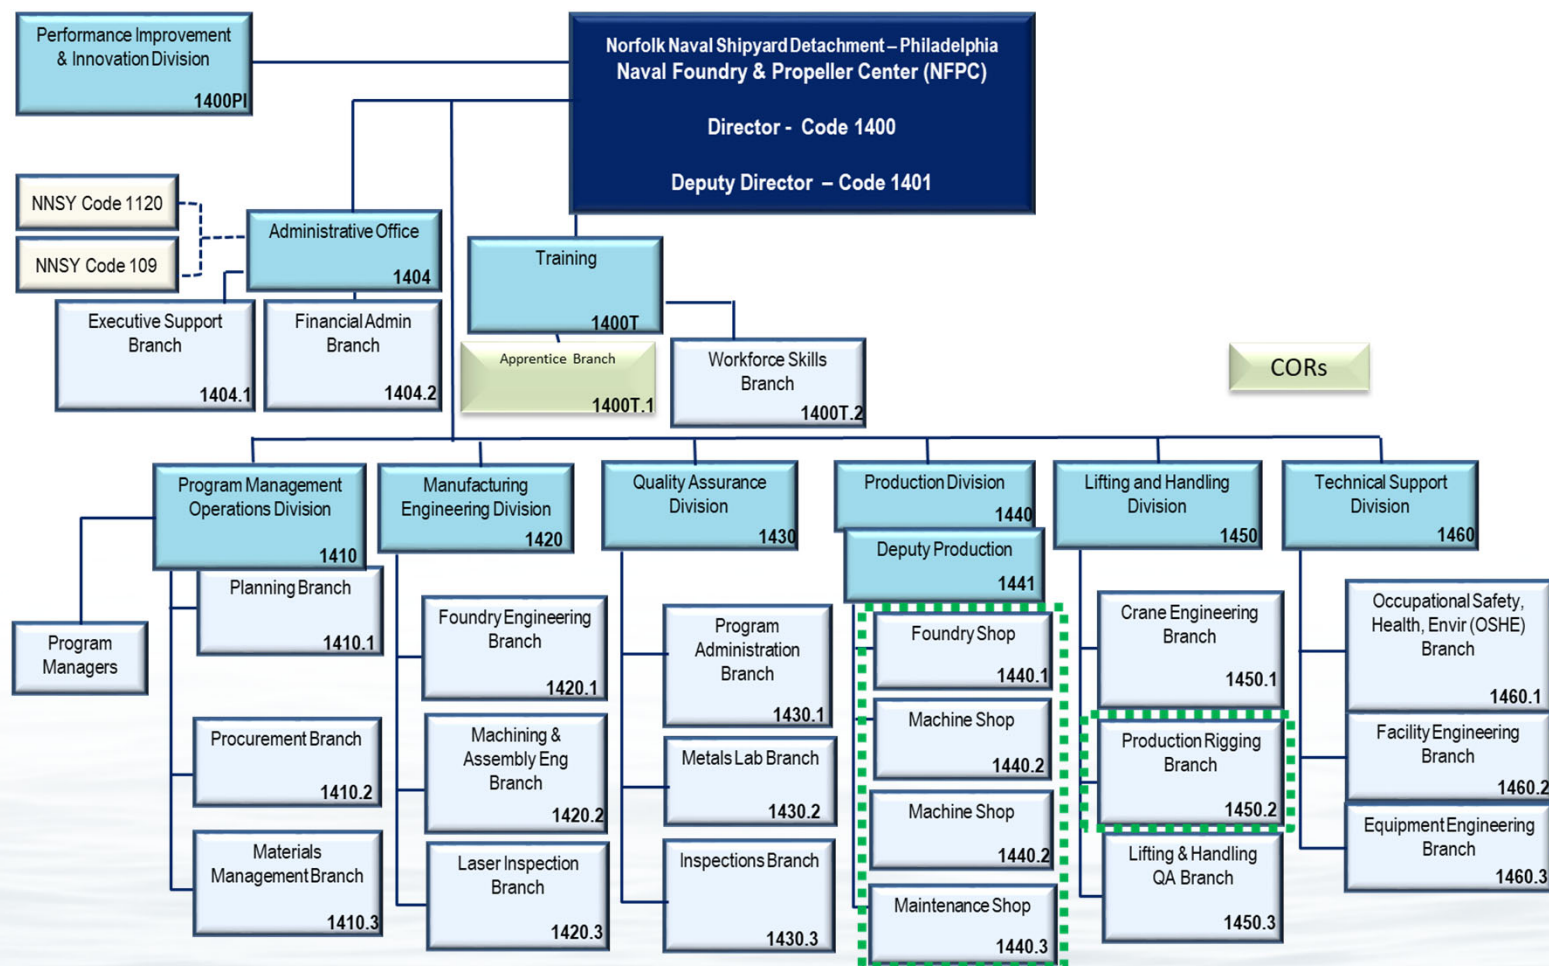 Performance Improvement
& Innovation Division
1400PI
Norfolk Naval Shipyard Detachment – Philadelphia
Naval Foundry & Propeller Center (NFPC)
Director - Code 1400
Deputy Director – Code 1401
NNSY Code 1120
NNSY Code 109
Administrative Office
1404
Training
1400T
Executive Support
Branch
1404.1
Financial Admin
Branch
1404.2
Apprentice Branch
1400T.1
Workforce Skills
Branch
1400T.2
CORs
Program Management
Operations Division
1410
Manufacturing
Engineering Division
1420
Quality Assurance
Division
1430
Production Division
1440
Deputy Production
1441
Lifting and Handling
Division
1450
Technical Support
Division
1460
Program
Managers
Planning Branch
1410.1
Procurement Branch
1410.2
Materials
Management Branch
1410.3
Foundry Engineering
Branch
1420.1
Machining &
Assembly Eng
Branch
1420.2
Laser Inspection
Branch
1420.3
Program
Administration
Branch
1430.1
Metals Lab Branch
1430.2
Inspections Branch
1430.3
Foundry Shop
1440.1
Machine Shop
1440.2
Machine Shop
1440.2
Maintenance Shop
1440.3
Crane Engineering
Branch
1450.1
Production Rigging
Branch
1450.2
Lifting & Handling
QA Branch
1450.3
Occupational Safety,
Health, Envir (OSHE)
Branch
1460.1
Facility Engineering
Branch
1460.2
Equipment Engineering
Branch
1460.3